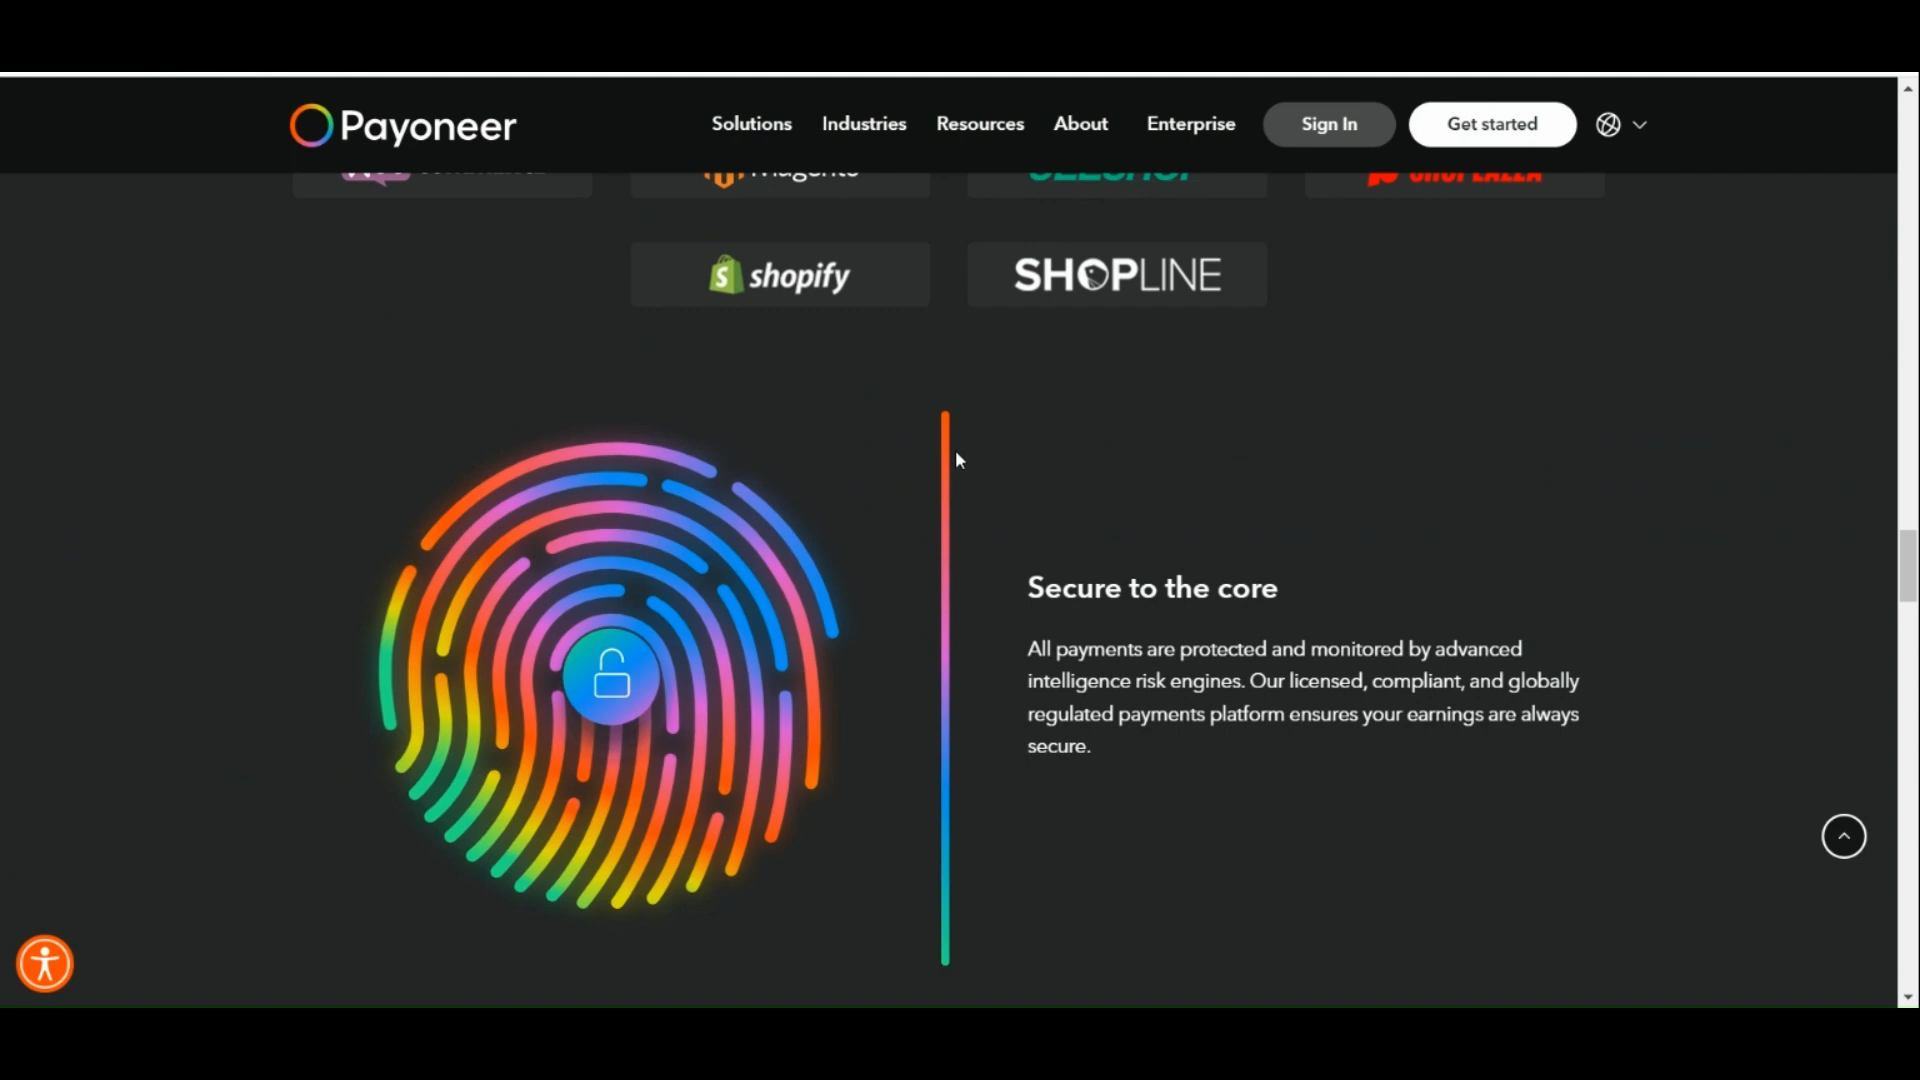 Payoneer
Solutions Industries Resources About Enterprise Sign In Get started
Magento
shopify SHOPLINE
Secure to the core
All payments are protected and monitored by advanced
intelligence risk engines. Our licensed, compliant, and globally
regulated payments platform ensures your earnings are always
secure.